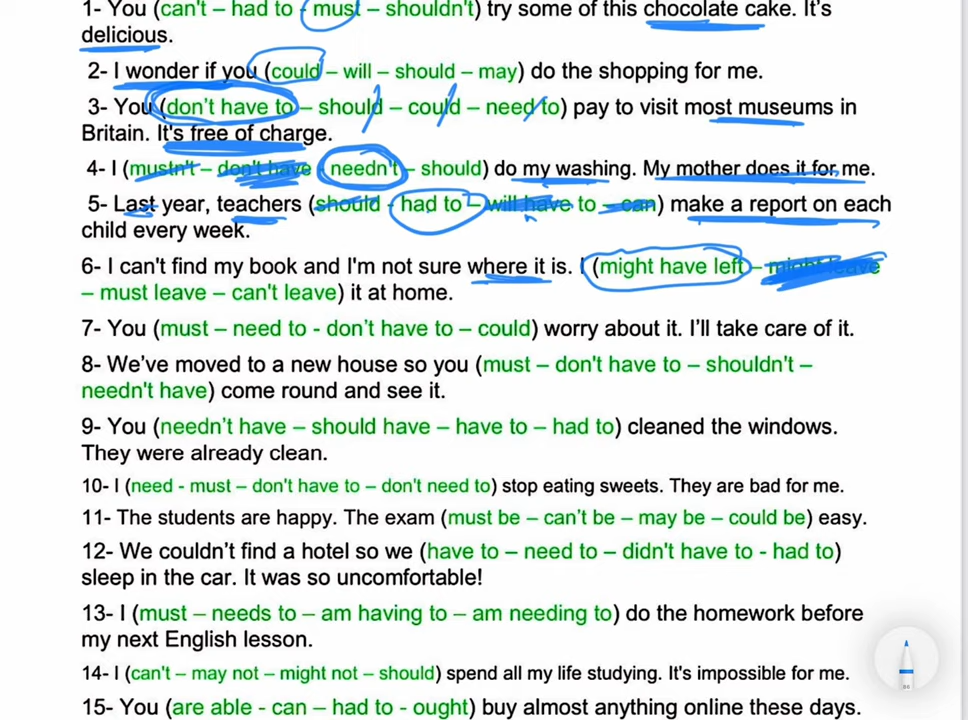 1- You (can't – had to - must – shouldn't) try some of this chocolate cake. It's
delicious.
2- I wonder if you (could – will – should – may) do the shopping for me.
3- You (don't have to – should – could – need to) pay to visit most museums in
Britain. It's free of charge.
4- I (mustn't – don't have – needn't – should) do my washing. My mother does it for me.
5- Last year, teachers (should - had to – will have to – can) make a report on each
child every week.
6- I can't find my book and I'm not sure where it is. I (might have left – might leave
– must leave – can't leave) it at home.
7- You (must – need to - don't have to – could) worry about it. I'll take care of it.
8- We've moved to a new house so you (must – don't have to – shouldn't –
needn't have) come round and see it.
9- You (needn't have – should have – have to – had to) cleaned the windows.
They were already clean.
10- I (need - must – don't have to – don't need to) stop eating sweets. They are bad for me.
11- The students are happy. The exam (must be – can't be – may be – could be) easy.
12- We couldn't find a hotel so we (have to – need to – didn't have to - had to)
sleep in the car. It was so uncomfortable!
13- I (must – needs to – am having to – am needing to) do the homework before
my next English lesson.
14- I (can't – may not – might not – should) spend all my life studying. It's impossible for me.
15- You (are able - can – had to - ought) buy almost anything online these days.